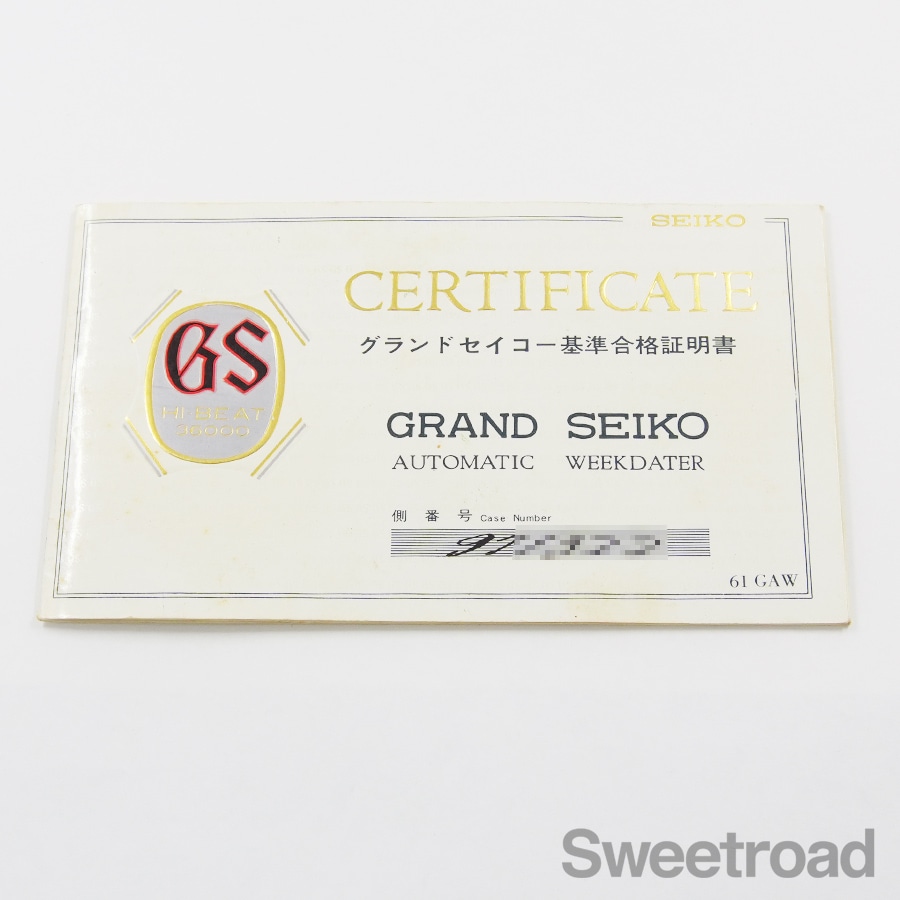 SEIKO
CERTIFICATE
グランドセイコー基準合格証明書
GS
HI-BEAT
36000
GRAND SEIKO
AUTOMATIC WEEKDATER
側番号 Case Number
61 GAW
Sweetroad